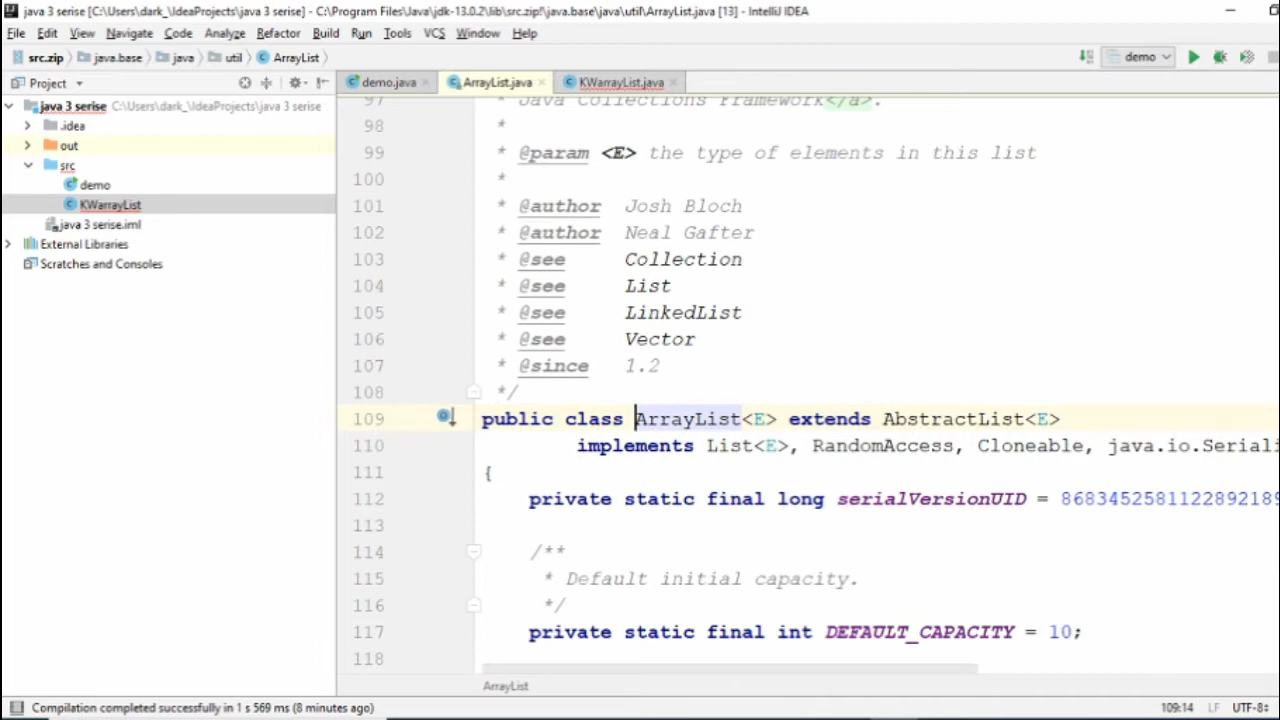 java 3 serise [C:\Users\dark_\IdeaProjects\java 3 serise] - C:\Program Files\Java\jdk-13.0.2\lib\src.zip!\java.base\java\util\ArrayList.java [13] - IntelliJ IDEA
File Edit View Navigate Code Analyze Refactor Build Run Tools VCS Window Help
src.zip java.base java util ArrayList demo
Project demo.java ArrayList.java KWarrayList.java
java 3 serise C:\Users\dark_\IdeaProjects\java 3 serise
.idea
out
src
demo
KWarrayList
java 3 serise.iml
External Libraries
Scratches and Consoles
97 * Java Collections Framework</a>.
98 *
99 * @param <E> the type of elements in this list
100 *
101 * @author Josh Bloch
102 * @author Neal Gafter
103 * @see Collection
104 * @see List
105 * @see LinkedList
106 * @see Vector
107 * @since 1.2
108 */
109 public class ArrayList<E> extends AbstractList<E>
110 implements List<E>, RandomAccess, Cloneable, java.io.Seriali
111 {
112 private static final long serialVersionUID = 8683452581122892189
113
114 /**
115 * Default initial capacity.
116 */
117 private static final int DEFAULT_CAPACITY = 10;
118
ArrayList
Compilation completed successfully in 1 s 569 ms (8 minutes ago) 109:14 LF UTF-8